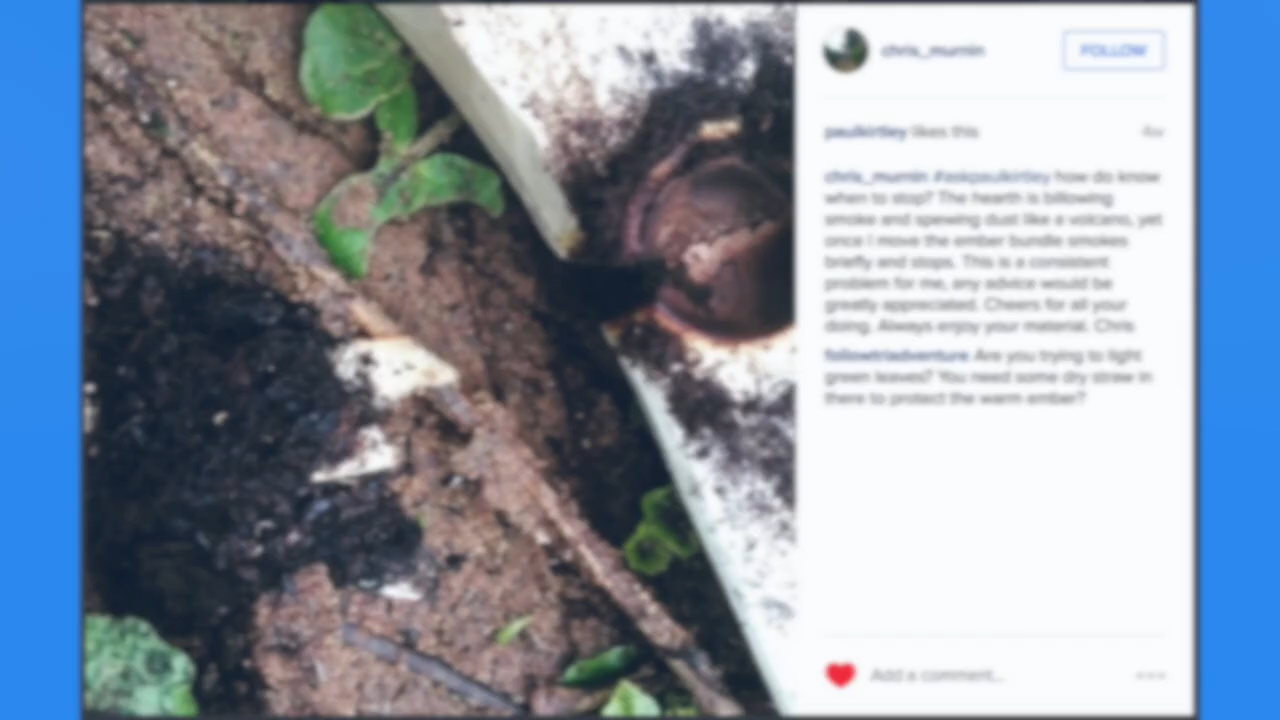 chris_murnin
FOLLOW
paulkirtley likes this
4w
chris_murnin #askpaulkirtley how do know
when to stop? The hearth is billowing
smoke and spewing dust like a volcano, yet
once I move the ember bundle smokes
briefly and stops. This is a consistent
problem for me, any advice would be
greatly appreciated. Cheers for all your
doing. Always enjoy your material. Chris
followtriadventure Are you trying to light
green leaves? You need some dry straw in
there to protect the warm ember?
Add a comment...